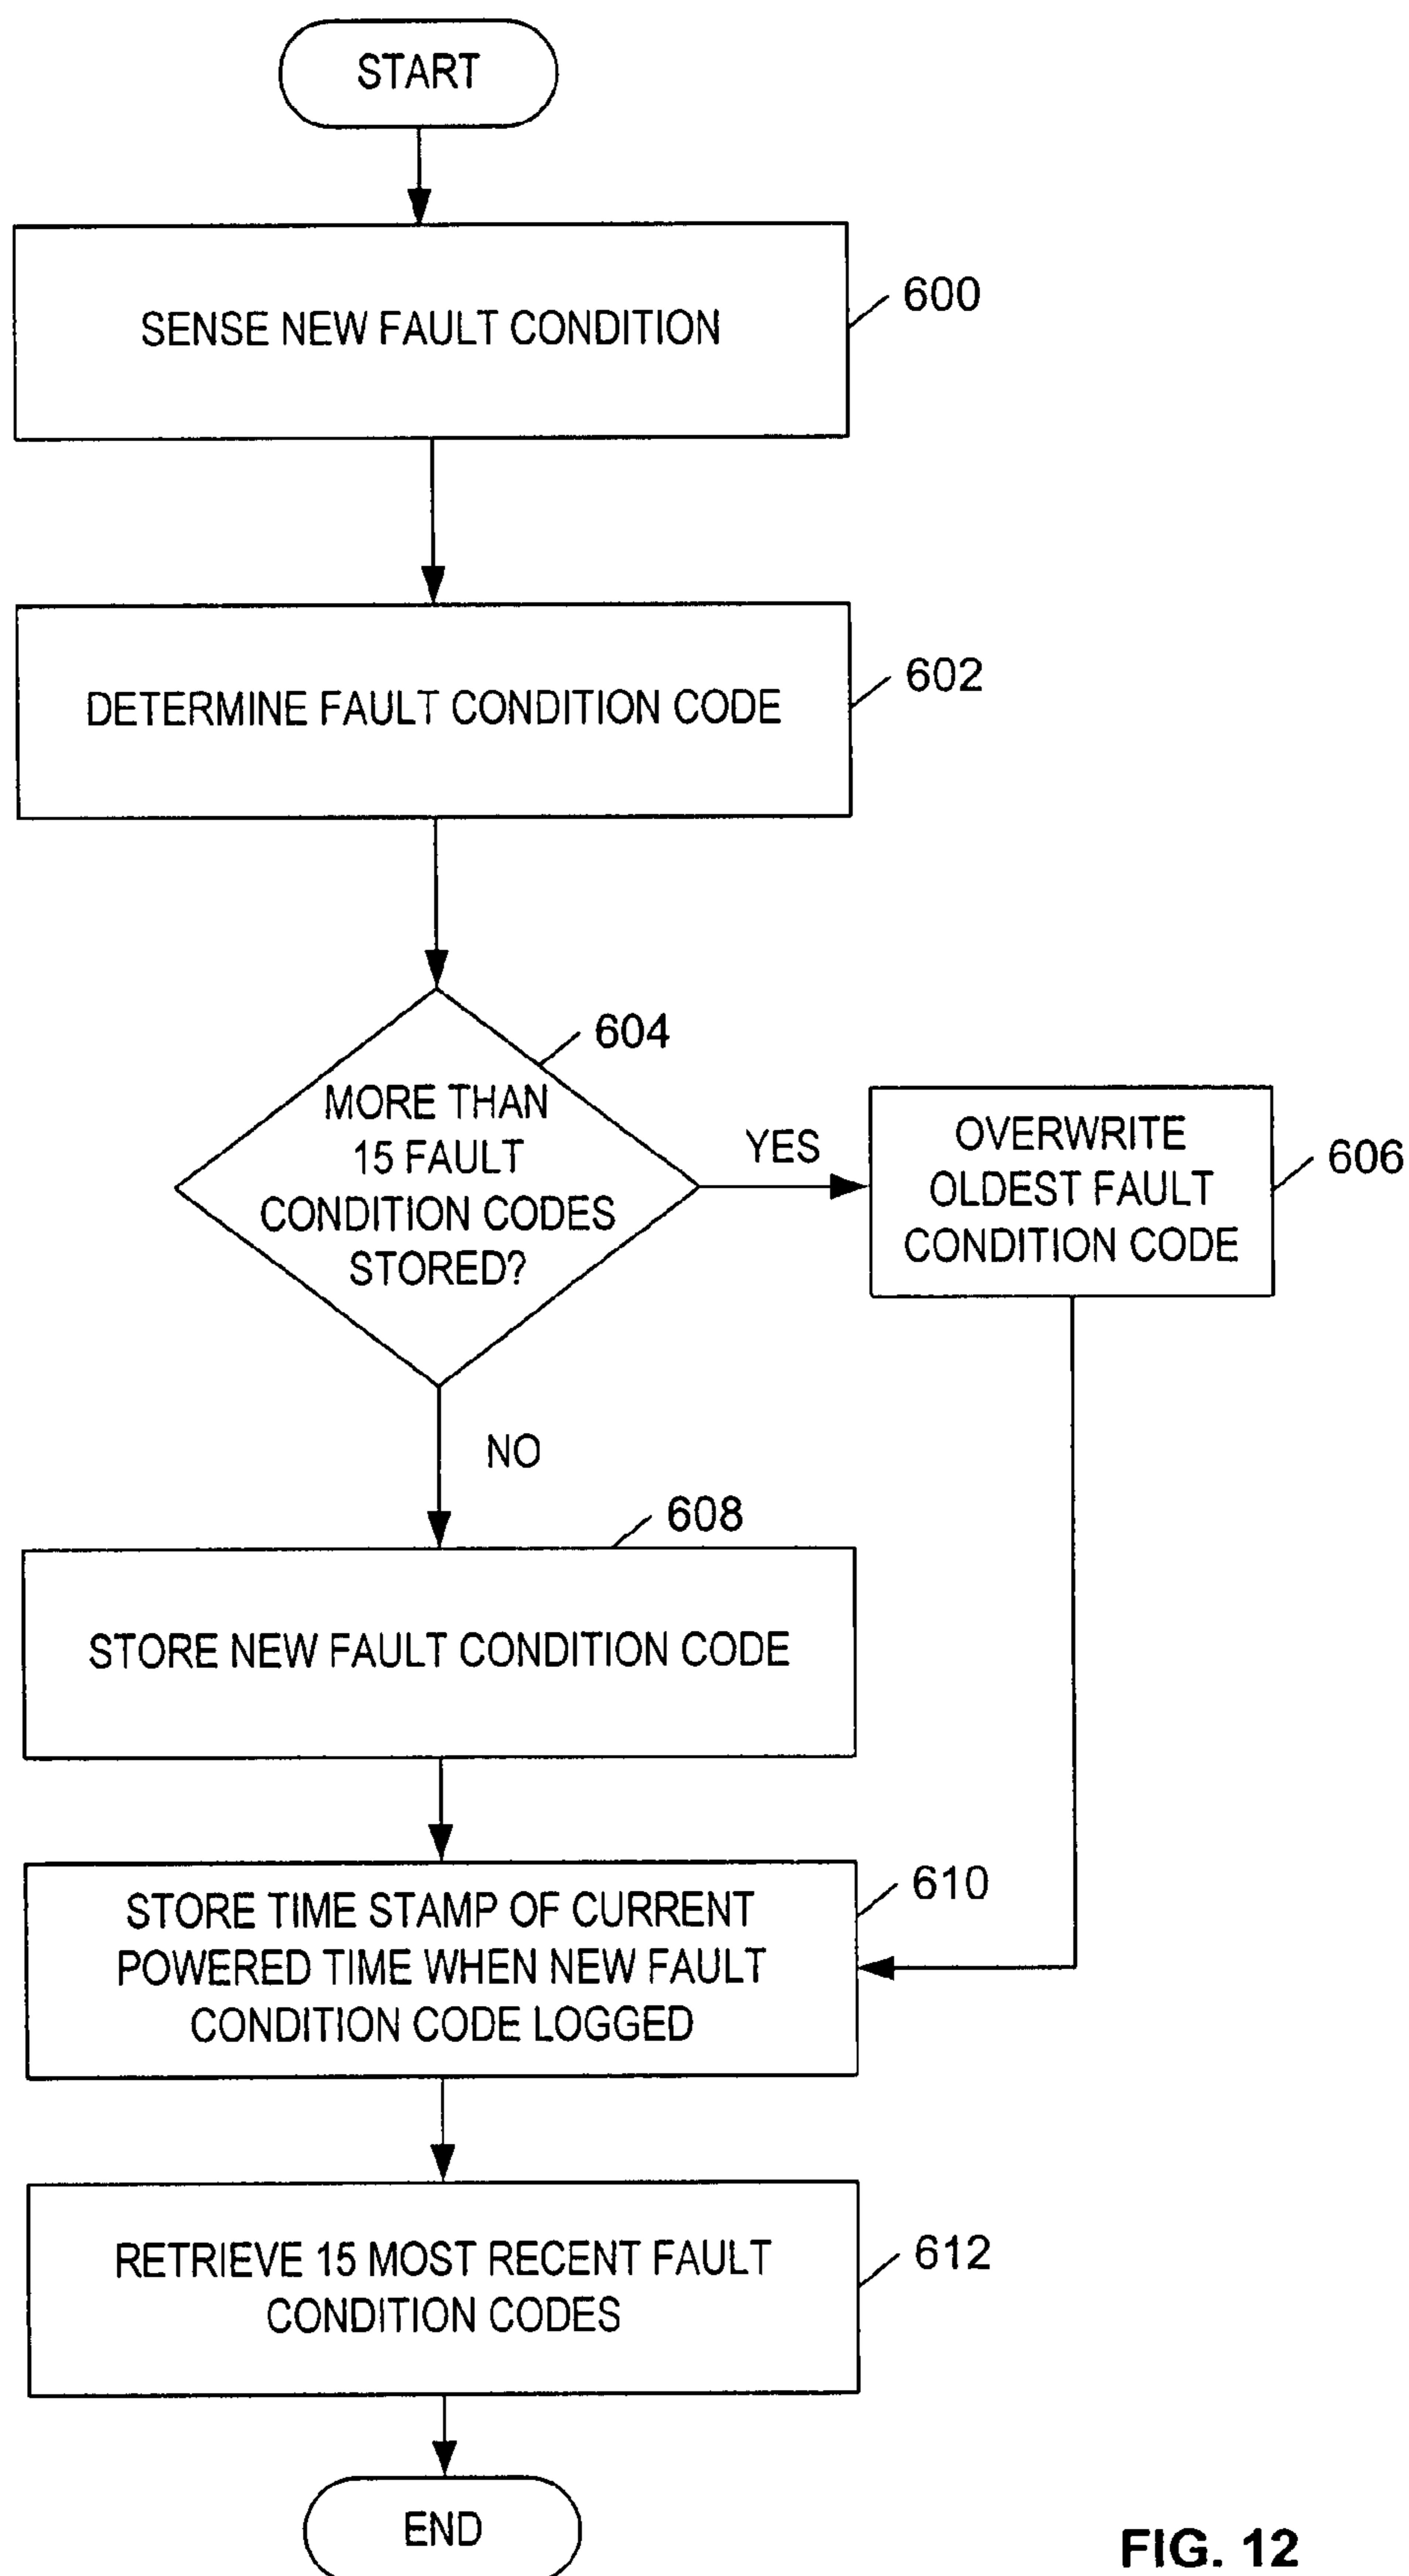 START
SENSE NEW FAULT CONDITION
600
DETERMINE FAULT CONDITION CODE
602
604
MORE THAN
15 FAULT
CONDITION CODES
STORED?
YES
OVERWRITE
OLDEST FAULT
CONDITION CODE
606
NO
608
STORE NEW FAULT CONDITION CODE
STORE TIME STAMP OF CURRENT
POWERED TIME WHEN NEW FAULT
CONDITION CODE LOGGED
610
RETRIEVE 15 MOST RECENT FAULT
CONDITION CODES
612
END
FIG. 12